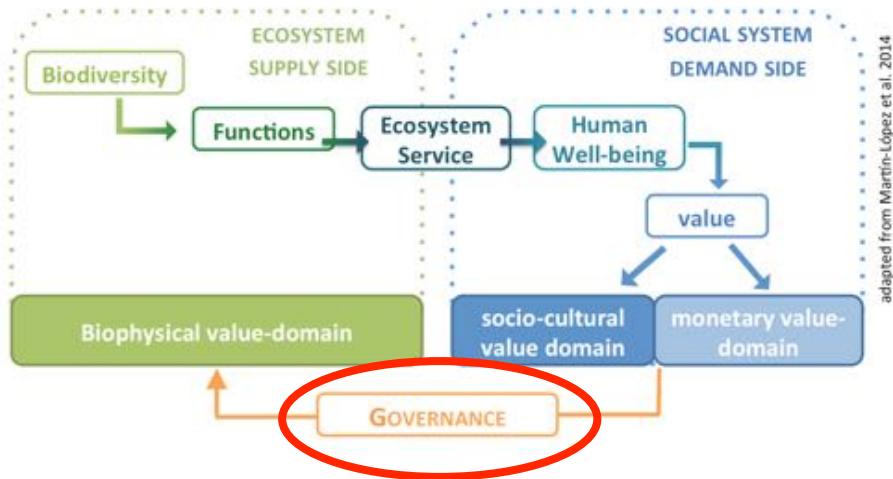 ECOSYSTEM
SUPPLY SIDE
SOCIAL SYSTEM
DEMAND SIDE
Biodiversity
Functions
Ecosystem
Service
Human
Well-being
value
Biophysical value-domain
socio-cultural
value domain
monetary value-
domain
GOVERNANCE
adapted from Martín-López et al. 2014